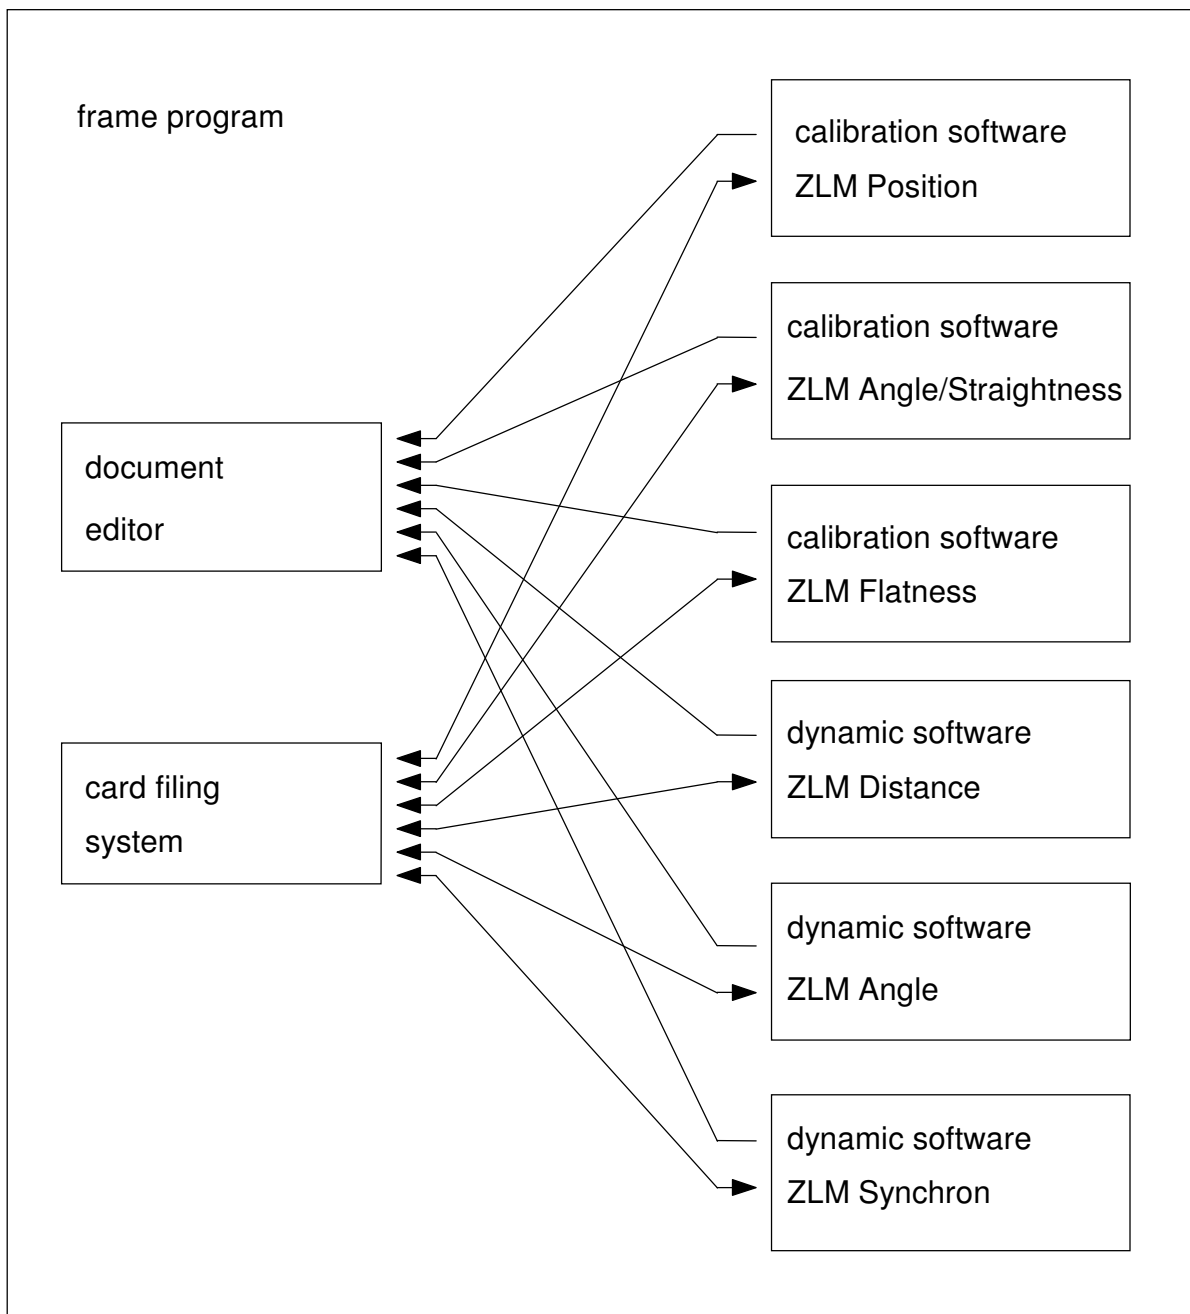 frame program
calibration software
ZLM Position
calibration software
ZLM Angle/Straightness
document
editor
calibration software
ZLM Flatness
dynamic software
ZLM Distance
card filing
system
dynamic software
ZLM Angle
dynamic software
ZLM Synchron